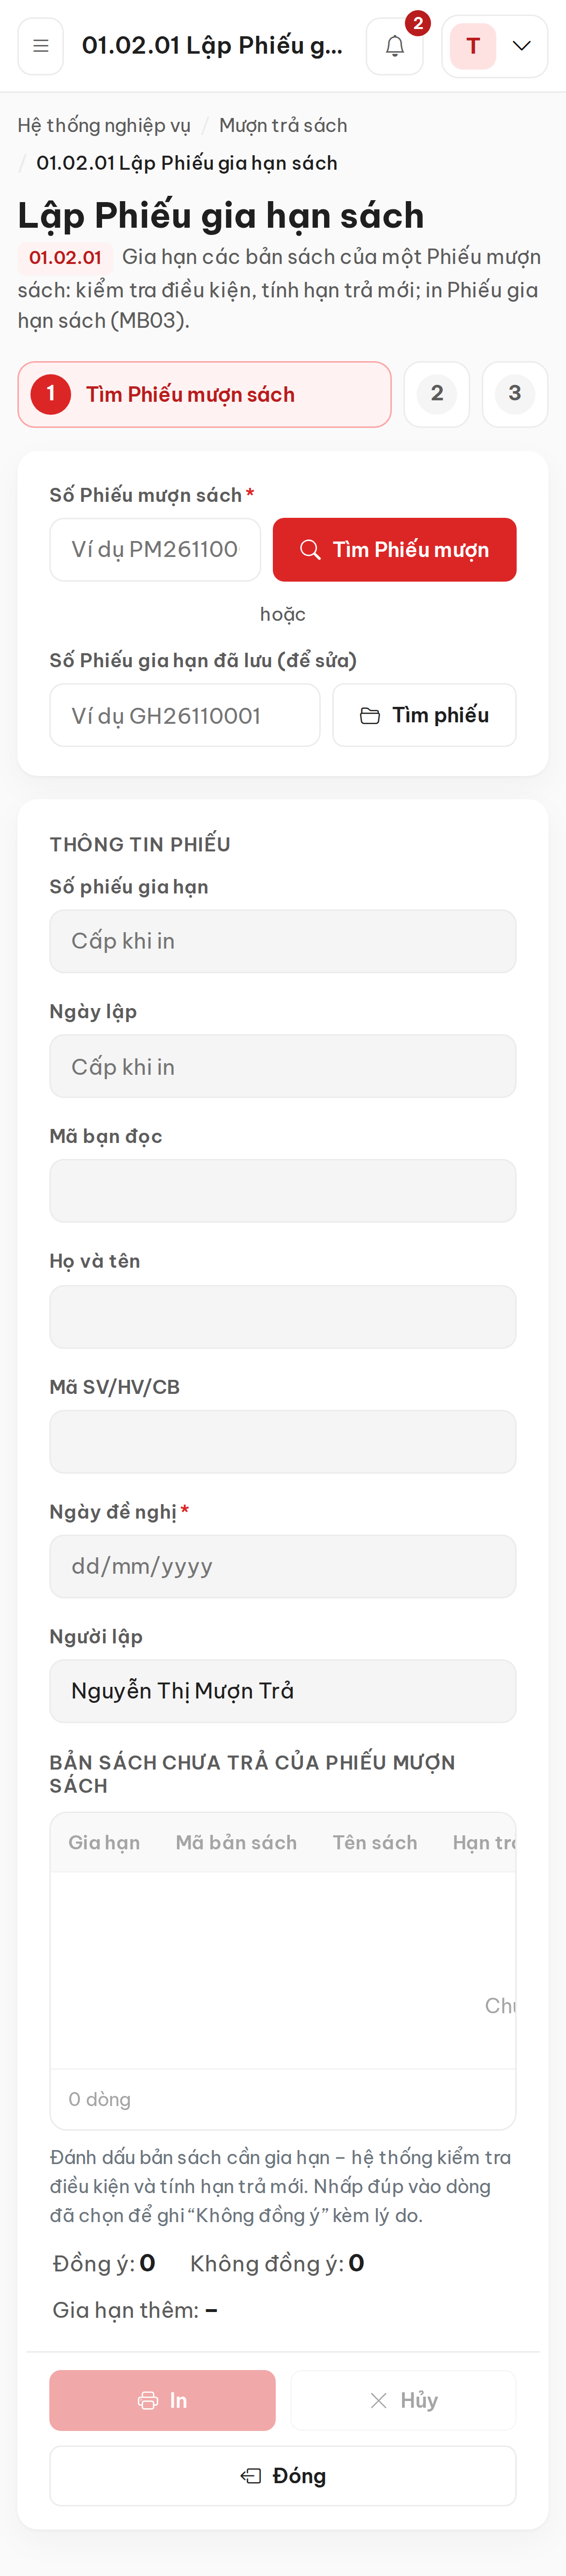 01.02.01 Lập Phiếu g...
2
T
Hệ thống nghiệp vụ / Mượn trả sách
/ 01.02.01 Lập Phiếu gia hạn sách
Lập Phiếu gia hạn sách
01.02.01 Gia hạn các bản sách của một Phiếu mượn
sách: kiểm tra điều kiện, tính hạn trả mới; in Phiếu gia
hạn sách (MB03).
1 Tìm Phiếu mượn sách 2 3
Số Phiếu mượn sách *
Ví dụ PM261100 Tìm Phiếu mượn
hoặc
Số Phiếu gia hạn đã lưu (để sửa)
Ví dụ GH26110001 Tìm phiếu
THÔNG TIN PHIẾU
Số phiếu gia hạn
Cấp khi in
Ngày lập
Cấp khi in
Mã bạn đọc
Họ và tên
Mã SV/HV/CB
Ngày đề nghị *
dd/mm/yyyy
Người lập
Nguyễn Thị Mượn Trả
BẢN SÁCH CHƯA TRẢ CỦA PHIẾU MƯỢN
SÁCH
Gia hạn Mã bản sách Tên sách Hạn trả
0 dòng
Đánh dấu bản sách cần gia hạn – hệ thống kiểm tra
điều kiện và tính hạn trả mới. Nhấp đúp vào dòng
đã chọn để ghi “Không đồng ý” kèm lý do.
Đồng ý: 0 Không đồng ý: 0
Gia hạn thêm: –
In Hủy
Đóng